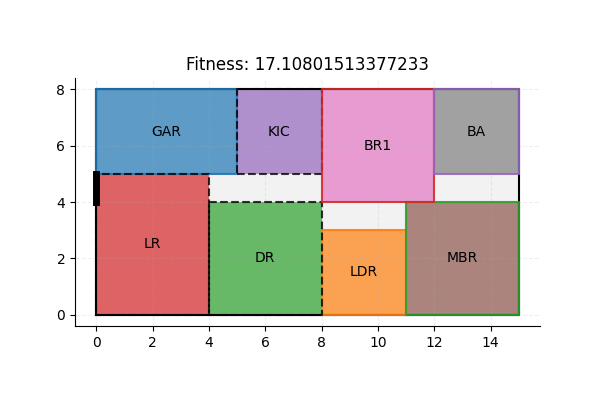 Fitness: 17.10801513377233
8
GAR
KIC
BR1
BA
6
4
LR
DR
LDR
MBR
2
0
0
2
4
6
8
10
12
14